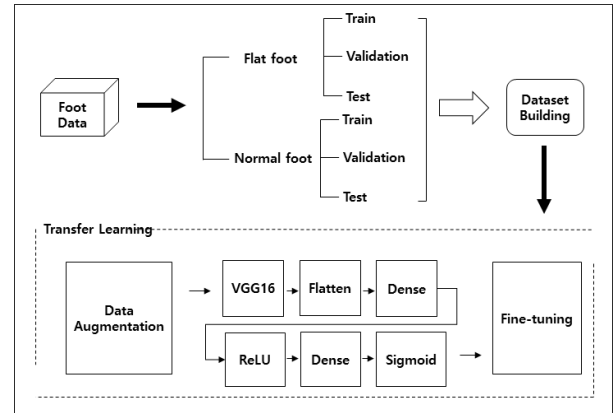 Foot
Data
Flat foot
Train
Validation
Test
Normal foot
Train
Validation
Test
Dataset
Building
Transfer Learning
Data
Augmentation
VGG16
Flatten
Dense
ReLU
Dense
Sigmoid
Fine-tuning